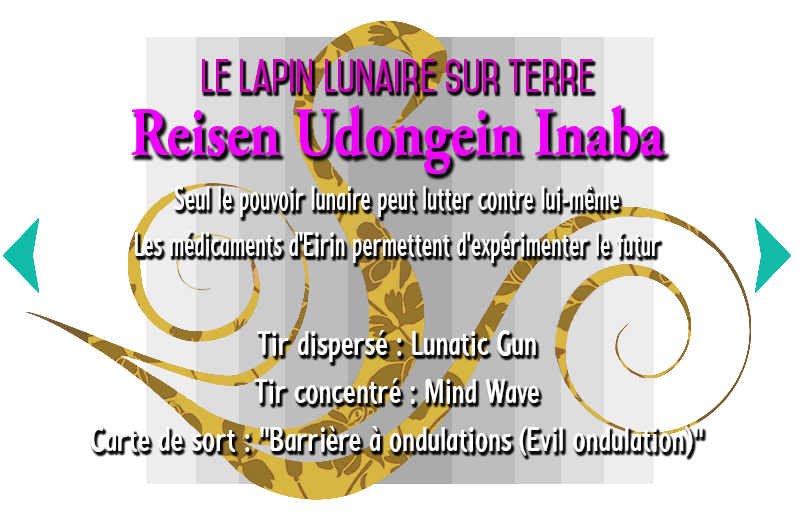 LE LAPIN LUNAIRE SUR TERRE
Reisen Udongein Inaba
Seul le pouvoir lunaire peut lutter contre lui-même
Les médicaments d'Eirin permettent d'expérimenter le futur
Tir dispersé : Lunatic Gun
Tir concentré : Mind Wave
Carte de sort : "Barrière à ondulations (Evil ondulation)"